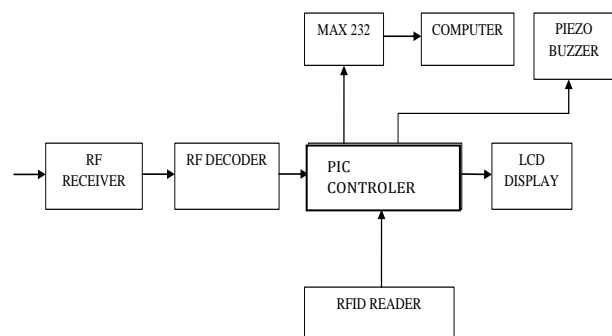 MAX 232
COMPUTER
PIEZO
BUZZER
RF
RECEIVER
RF DECODER
PIC
CONTROLER
LCD
DISPLAY
RFID READER